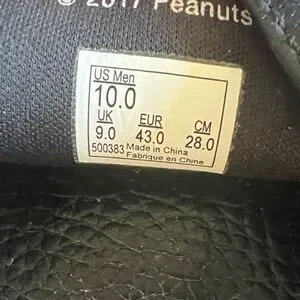 © 2017 Peanuts
US Men
10.0
UK EUR CM
9.0 43.0 28.0
500383 Made in China
Fabrique en Chine